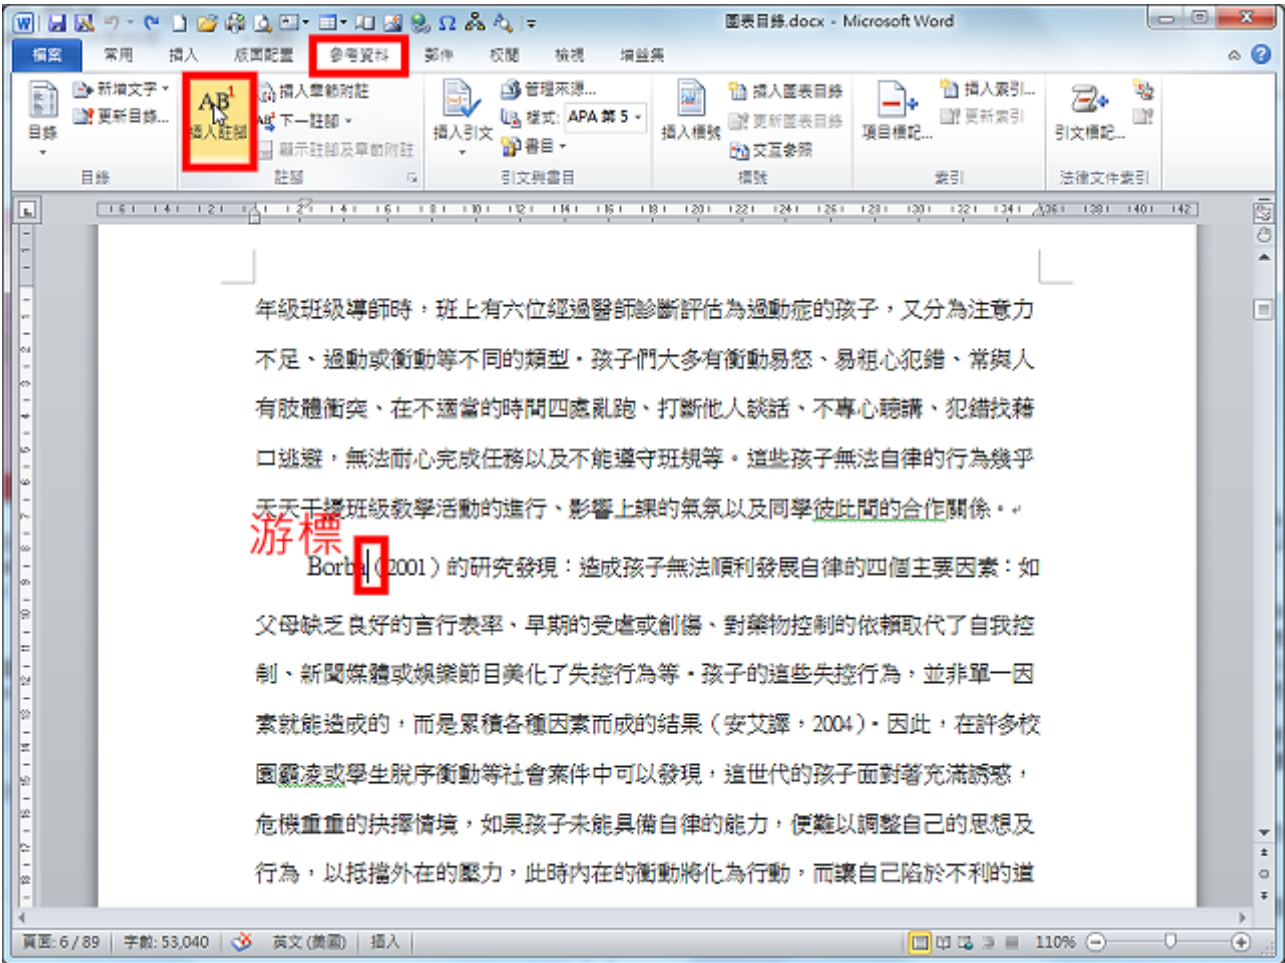 圖表目錄.docx - Microsoft Word
檔案 常用 插入 版面配置 參考資料 郵件 校閱 檢視 增益集
目錄
新增文字
更新目錄...
目錄
AB1
插入註腳
插入章節附註
下一註腳
顯示註腳及章節附註
註腳
插入引文
管理來源...
樣式: APA 第 5
書目
引文與書目
插入標號
插入圖表目錄
更新圖表目錄
交互參照
標號
項目標記...
插入索引...
更新索引
索引
引文標記...
法律文件索引
年級班級導師時,班上有六位經過醫師診斷評估為過動症的孩子,又分為注意力
不足、過動或衝動等不同的類型。孩子們大多有衝動易怒、易粗心犯錯、常與人
有肢體衝突、在不適當的時間四處亂跑、打斷他人談話、不專心聽講、犯錯找藉
口逃避,無法耐心完成任務以及不能遵守班規等。這些孩子無法自律的行為幾乎
天天干擾班級教學活動的進行、影響上課的氣氛以及同學彼此間的合作關係。
游標
Borba(2001)的研究發現:造成孩子無法順利發展自律的四個主要因素:如
父母缺乏良好的言行表率、早期的受虐或創傷、對藥物控制的依賴取代了自我控
制、新聞媒體或娛樂節目美化了失控行為等。孩子的這些失控行為,並非單一因
素就能造成的,而是累積各種因素而成的結果(安艾譯,2004)。因此,在許多校
園霸凌或學生脫序衝動等社會案件中可以發現,這世代的孩子面對著充滿誘惑,
危機重重的抉擇情境,如果孩子未能具備自律的能力,便難以調整自己的思想及
行為,以抵擋外在的壓力,此時內在的衝動將化為行動,而讓自己陷於不利的道
頁面: 6 / 89 字數: 53,040 英文 (美國) 插入 110%